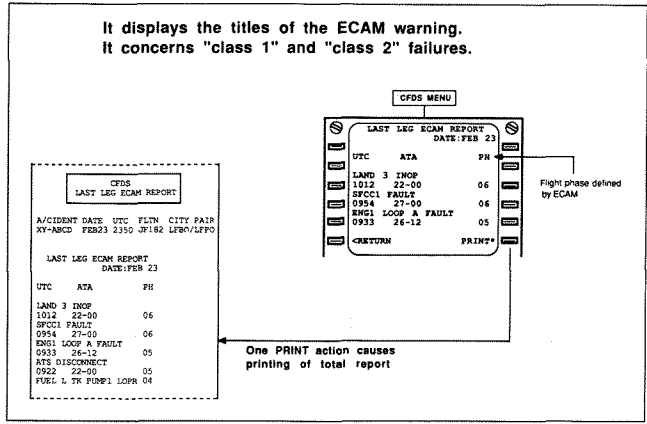 It displays the titles of the ECAM warning.
It concerns "class 1" and "class 2" failures.
CFDS MENU
LAST LEG ECAM REPORT
DATE:FEB 23
UTC ATA PH
LAND 3 INOP
1012 22-00 06
SFCC1 FAULT
0954 27-00 06
ENG1 LOOP A FAULT
0933 26-12 05
<RETURN PRINT*
Flight phase defined
by ECAM
CFDS
LAST LEG ECAM REPORT
A/CIDENT DATE UTC FLTN CITY PAIR
XY-ABCD FEB23 2350 JF182 LFBO/LFPO
LAST LEG ECAM REPORT
DATE:FEB 23
UTC ATA PH
LAND 3 INOP
1012 22-00 06
SFCC1 FAULT
0954 27-00 06
ENG1 LOOP A FAULT
0933 26-12 05
ATS DISCONNECT
0922 22-00 05
FUEL L TK PUMP1 LOPR 04
One PRINT action causes
printing of total report